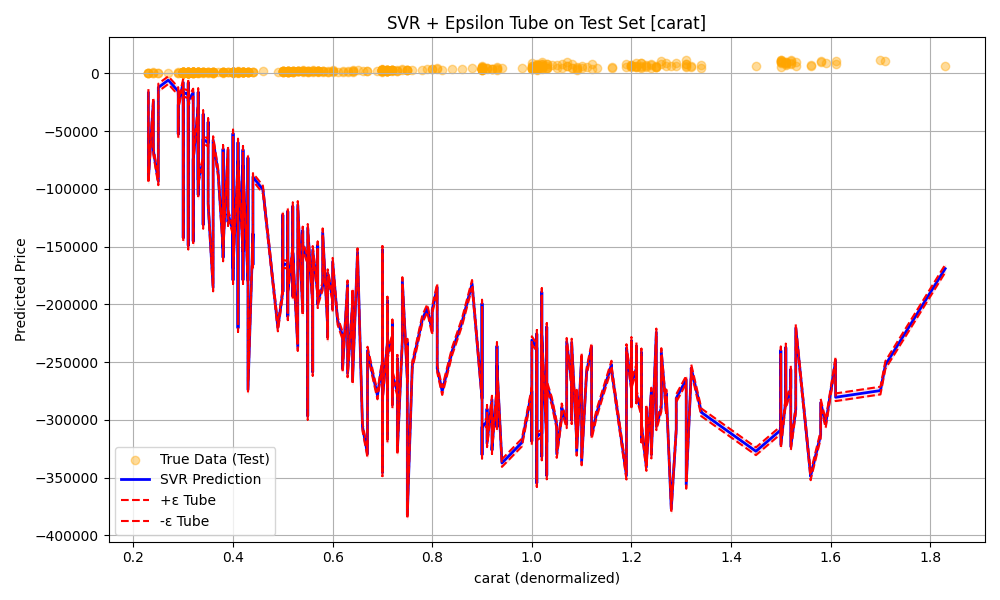 SVR + Epsilon Tube on Test Set [carat]
Predicted Price
0
−50000
−100000
−150000
−200000
−250000
−300000
−350000
−400000
True Data (Test)
SVR Prediction
+ε Tube
-ε Tube
0.2 0.4 0.6 0.8 1.0 1.2 1.4 1.6 1.8
carat (denormalized)